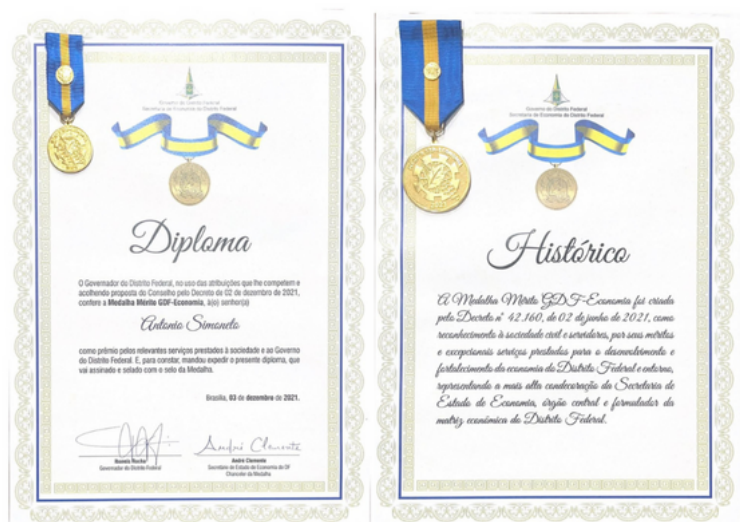 Governo do Distrito Federal
Secretaria de Economia do Distrito Federal
Diploma
O Governador do Distrito Federal, no uso das atribuições que lhe competem e
acolhendo proposta do Conselho pelo Decreto de 02 de dezembro de 2021,
confere a Medalha Mérito GDF-Economia, a(o) senhor(a)
Antonio Simoneto
como prêmio pelos relevantes serviços prestados à sociedade e ao Governo
do Distrito Federal. E, para constar, mandou expedir o presente diploma, que
vai assinado e selado com o selo da Medalha.
Brasília, 03 de dezembro de 2021.
André Clemente
Ibaneis Rocha
Governador do Distrito Federal
André Clemente
Secretário de Estado de Economia do DF
Chanceler da Medalha
Governo do Distrito Federal
Secretaria de Economia do Distrito Federal
Histórico
A Medalha Mérito GDF-Economia foi criada
pelo Decreto nº 42.160, de 02 de junho de 2021, como
reconhecimento à sociedade civil e servidores, por seus méritos
e excepcionais serviços prestados para o desenvolvimento e
fortalecimento da economia do Distrito Federal e entorno,
representando a mais alta condecoração da Secretaria de
Estado de Economia, órgão central e formulador da
matriz econômica do Distrito Federal.